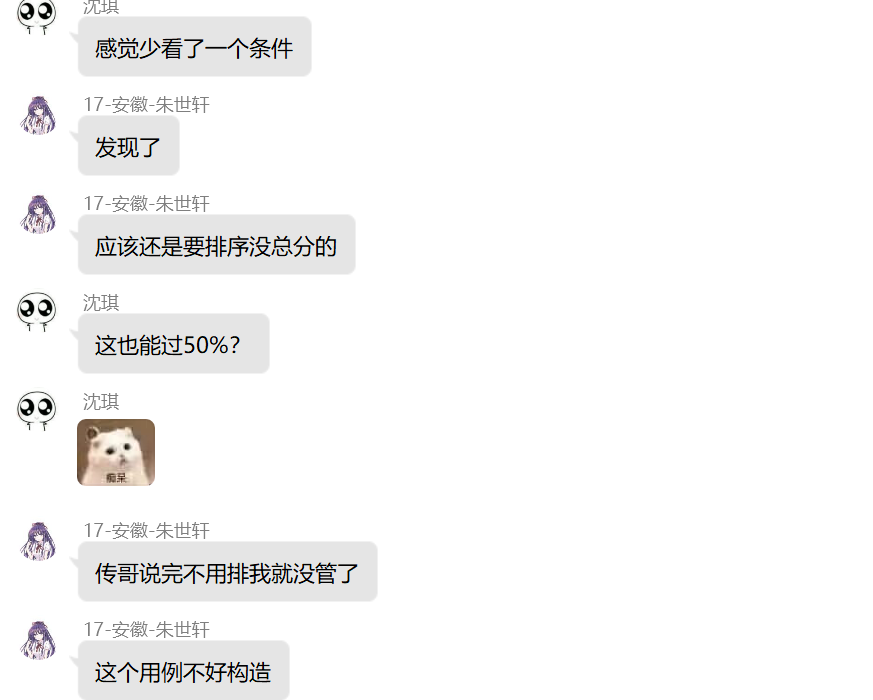 沈琪
感觉少看了一个条件
17-安徽-朱世轩
发现了
17-安徽-朱世轩
应该还是要排序没总分的
沈琪
这也能过50%？
沈琪
痴呆
17-安徽-朱世轩
传哥说完不用排我就没管了
17-安徽-朱世轩
这个用例不好构造